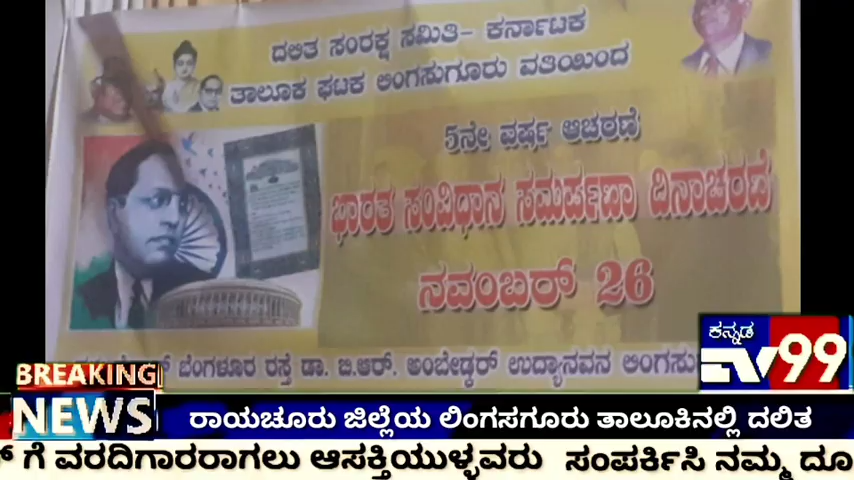 ದಲಿತ ಸಂರಕ್ಷ ಸಮಿತಿ- ಕರ್ನಾಟಕ
ತಾಲೂಕ ಘಟಕ ಲಿಂಗಸುಗೂರು ವತಿಯಿಂದ
5ನೇ ವರ್ಷ ಆಚರಣೆ
ಭಾರತ ಸಂವಿಧಾನ ಸಮರ್ಪಣಾ ದಿನಾಚರಣೆ
ನವಂಬರ್ 26
ಬೆಂಗಳೂರ ರಸ್ತೆ ಡಾ. ಬಿ.ಆರ್. ಅಂಬೇಡ್ಕರ್ ಉದ್ಯಾನವನ
ಕನ್ನಡ
TV99
BREAKING
NEWS
ರಾಯಚೂರು ಜಿಲ್ಲೆಯ ಲಿಂಗಸಗೂರು ತಾಲೂಕಿನಲ್ಲಿ ದಲಿತ
ಗೆ ವರದಿಗಾರರಾಗಲು ಆಸಕ್ತಿಯುಳ್ಳವರು ಸಂಪರ್ಕಿಸಿ ನಮ್ಮ ದೂ